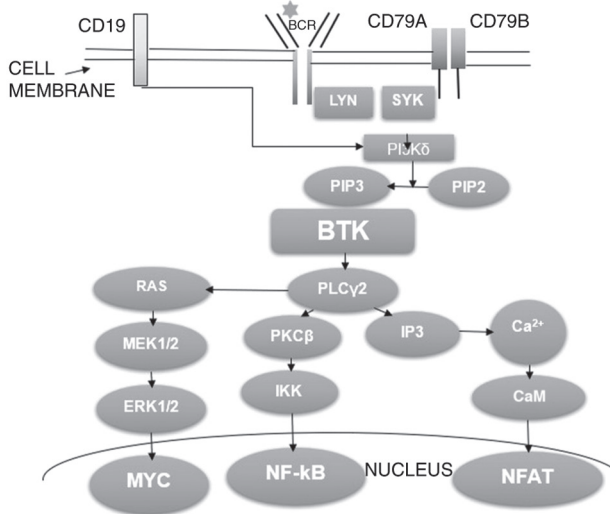 CD19
BCR
CD79A
CD79B
CELL
MEMBRANE
LYN
SYK
PI3Kδ
PIP3
PIP2
BTK
RAS
PLCγ2
MEK1/2
PKCβ
IP3
Ca²⁺
ERK1/2
IKK
CaM
MYC
NF-kB
NUCLEUS
NFAT